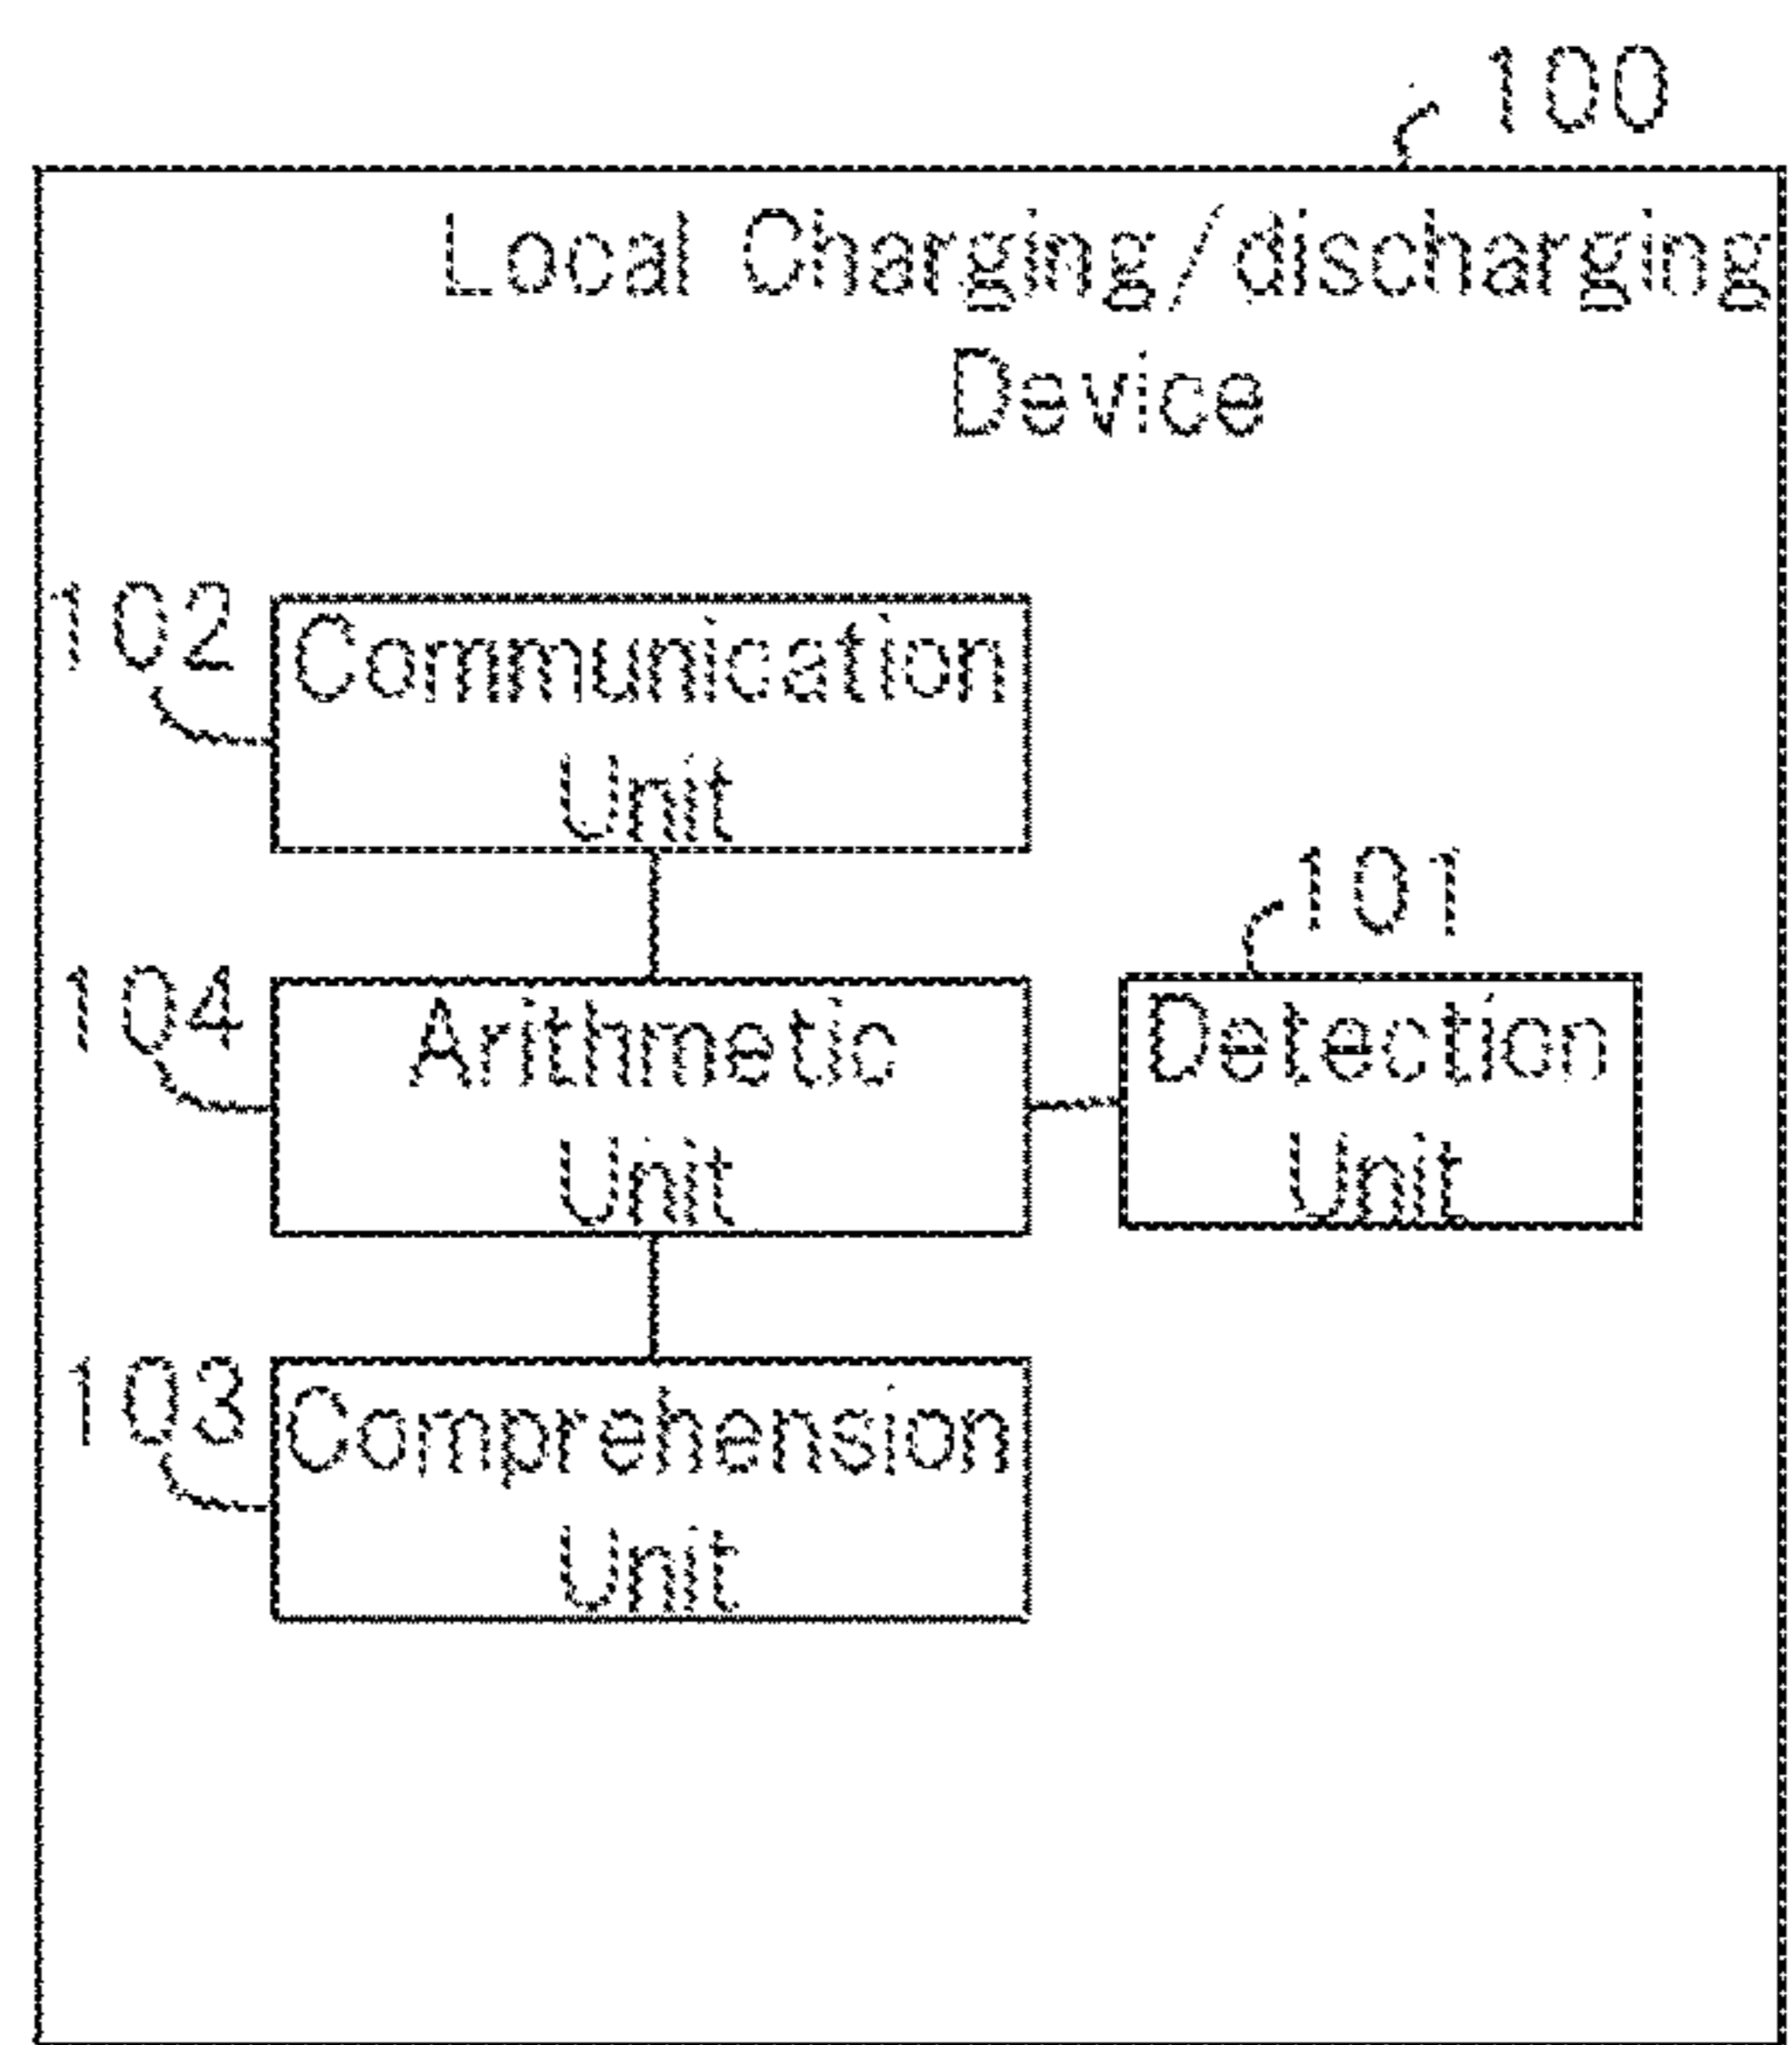 100
Local Charging/discharging
Device
102
Communication
Unit
101
104
Arithmetic
Unit
Detection
Unit
103
Comprehension
Unit